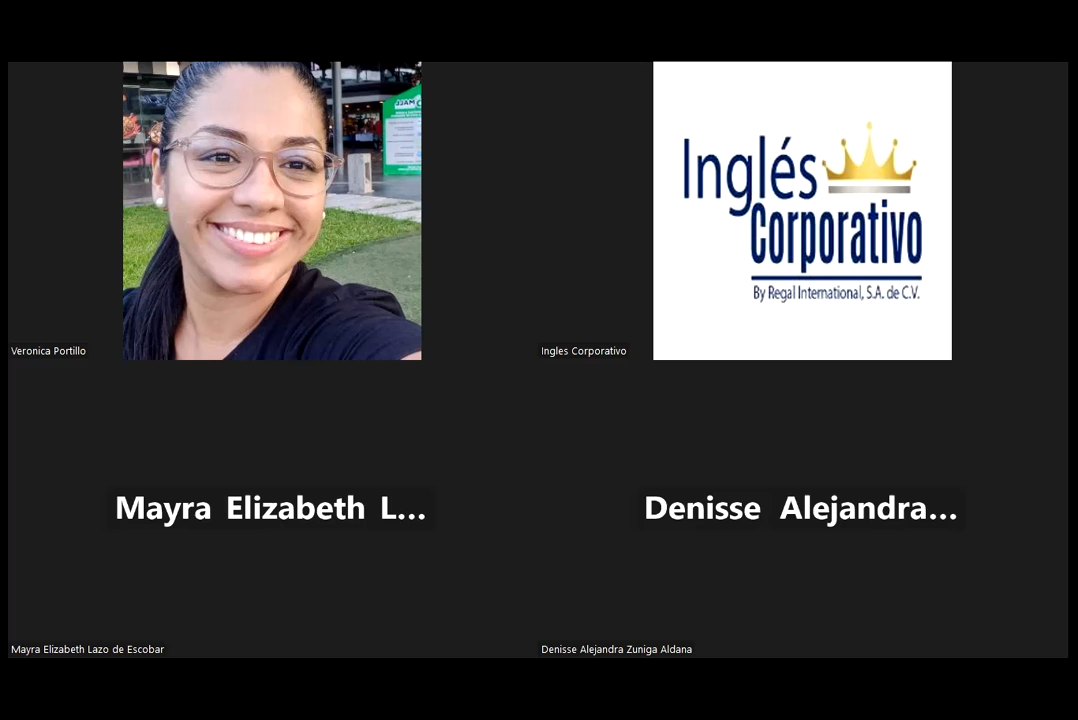 Inglés
Corporativo
By Regal International, S.A. de C.V.
Veronica Portillo
Ingles Corporativo
Mayra Elizabeth L...
Denisse Alejandra...
Mayra Elizabeth Lazo de Escobar
Denisse Alejandra Zuniga Aldana